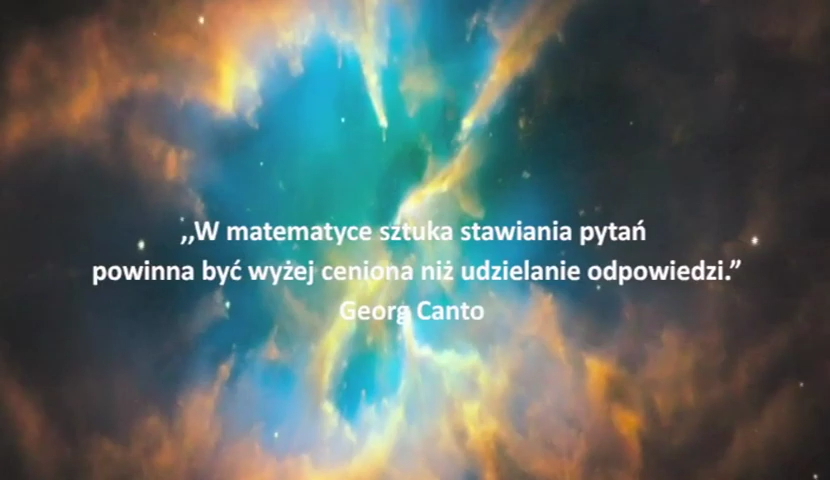 ,,W matematyce sztuka stawiania pytań
powinna być wyżej ceniona niż udzielanie odpowiedzi.”
Georg Canto